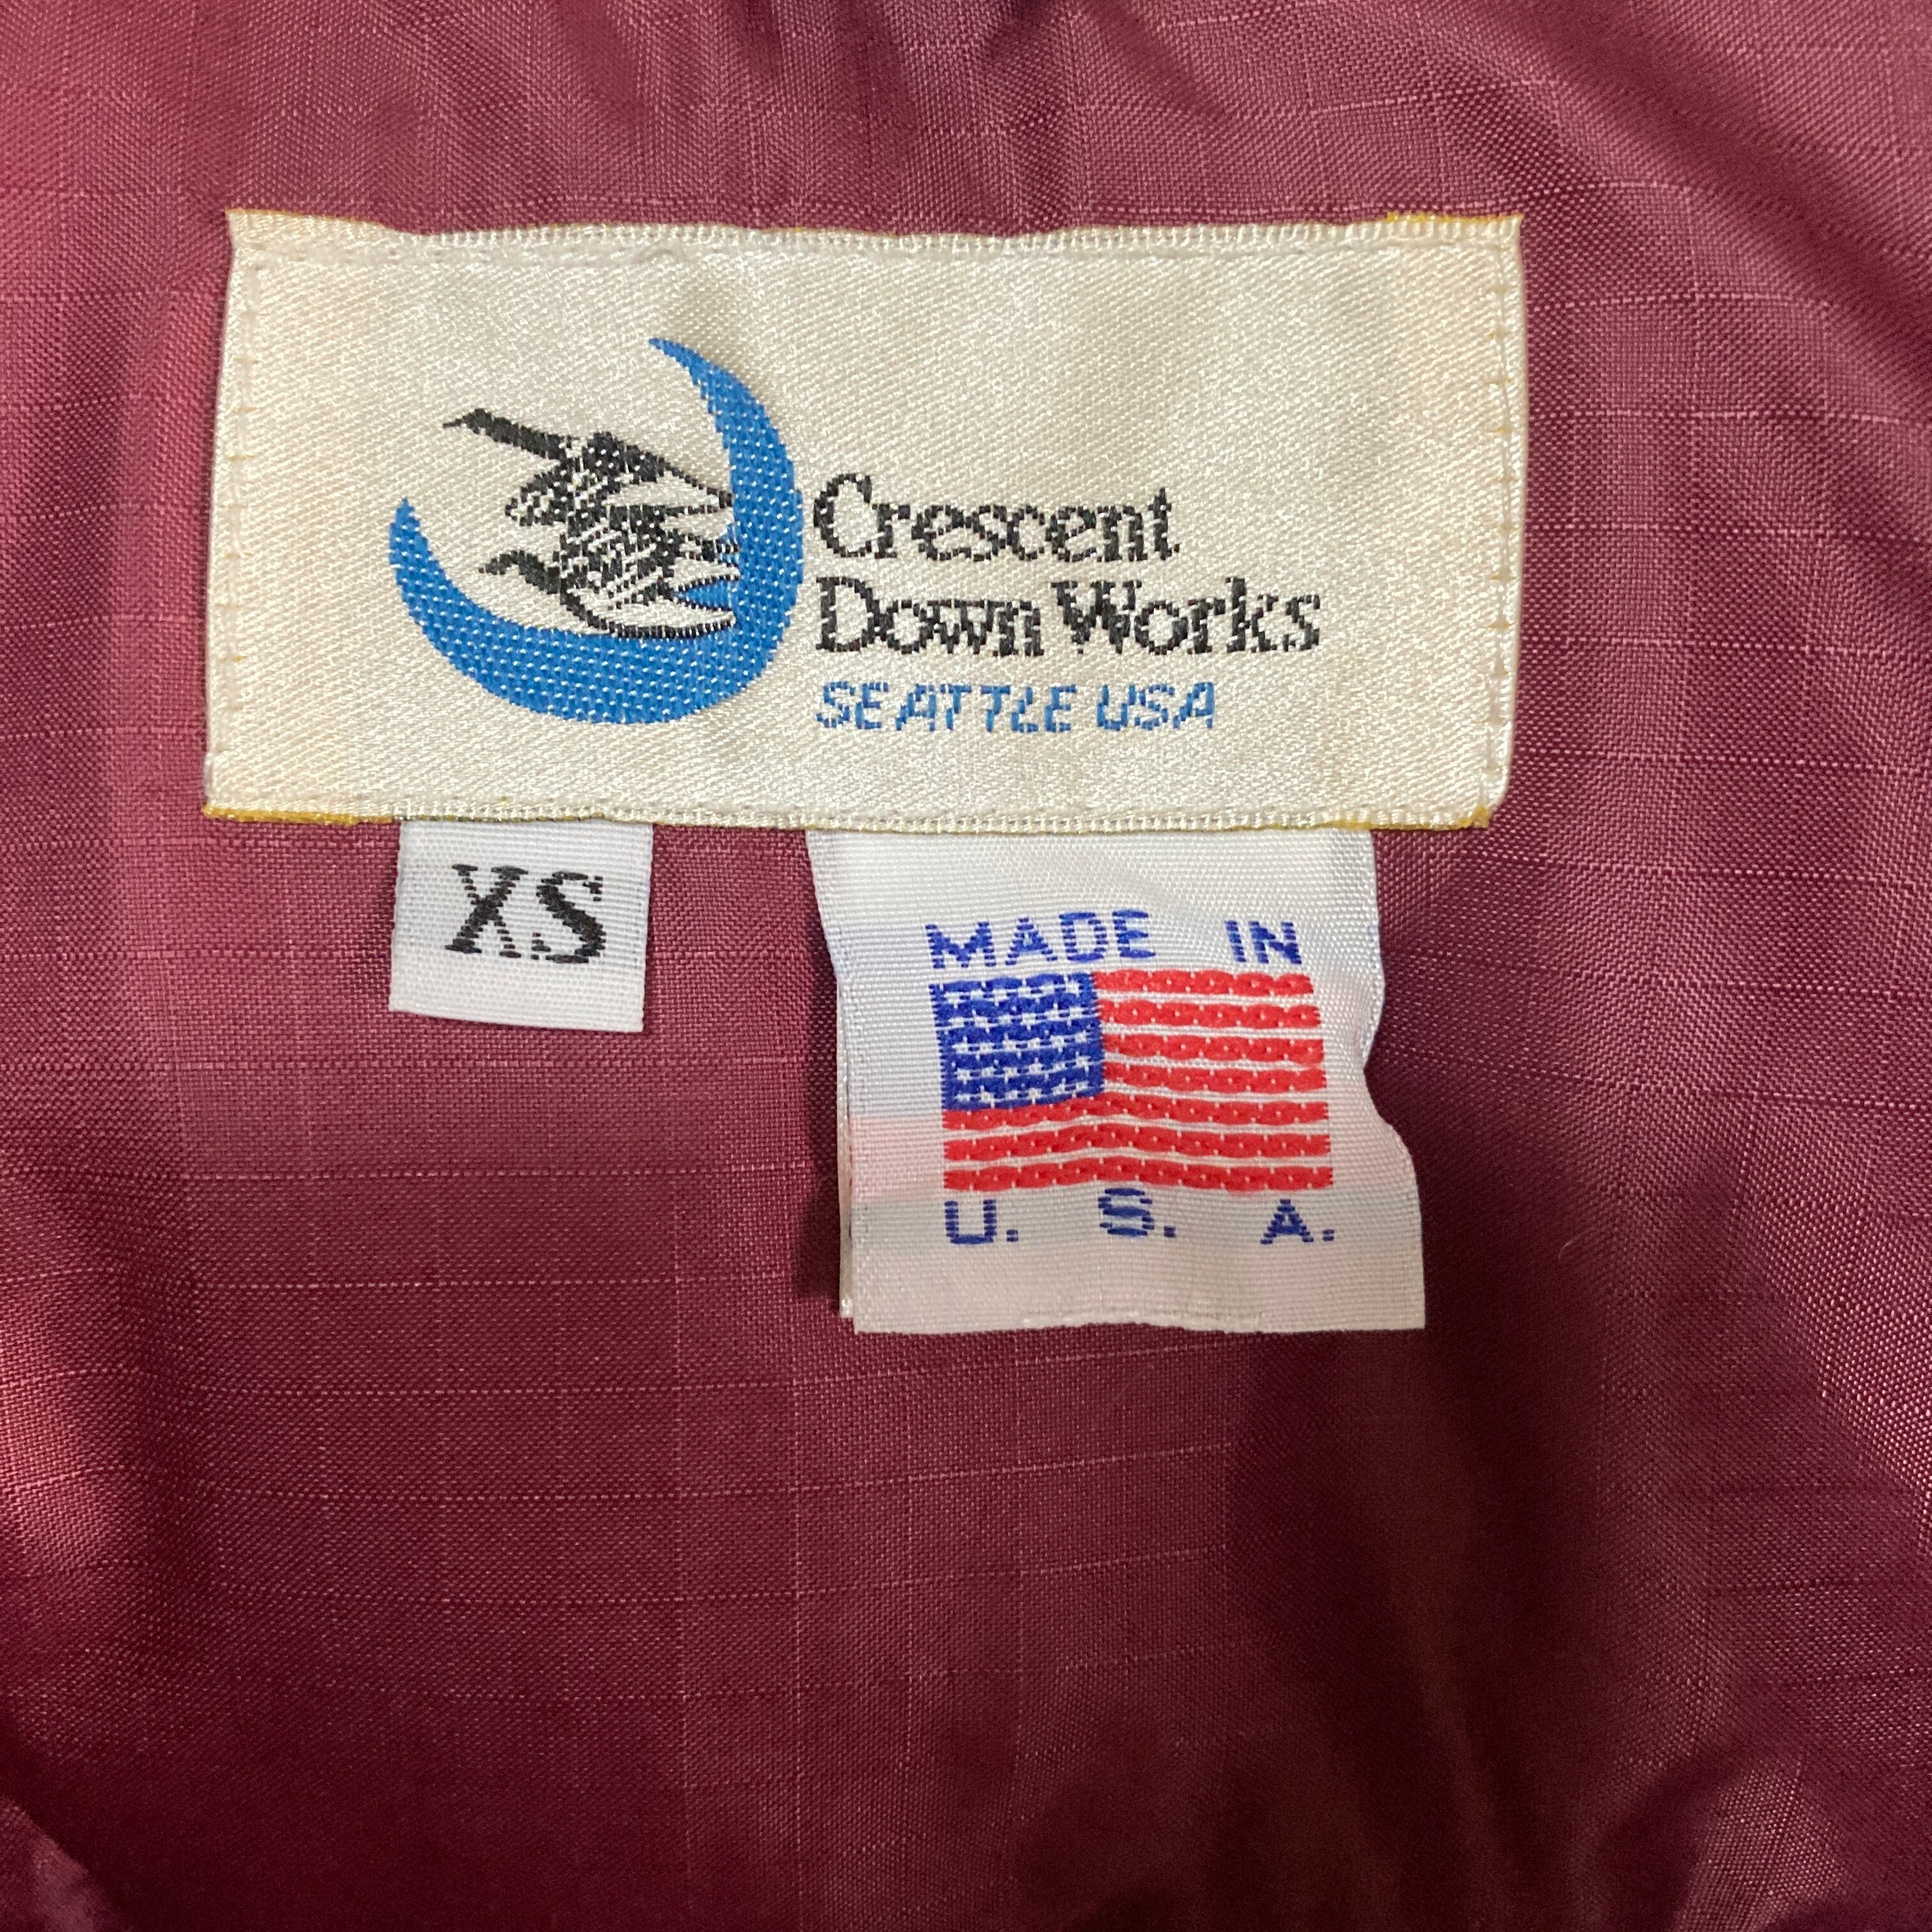 Crescent
Down Works
SEATTLE USA
XS
MADE IN
U. S. A.